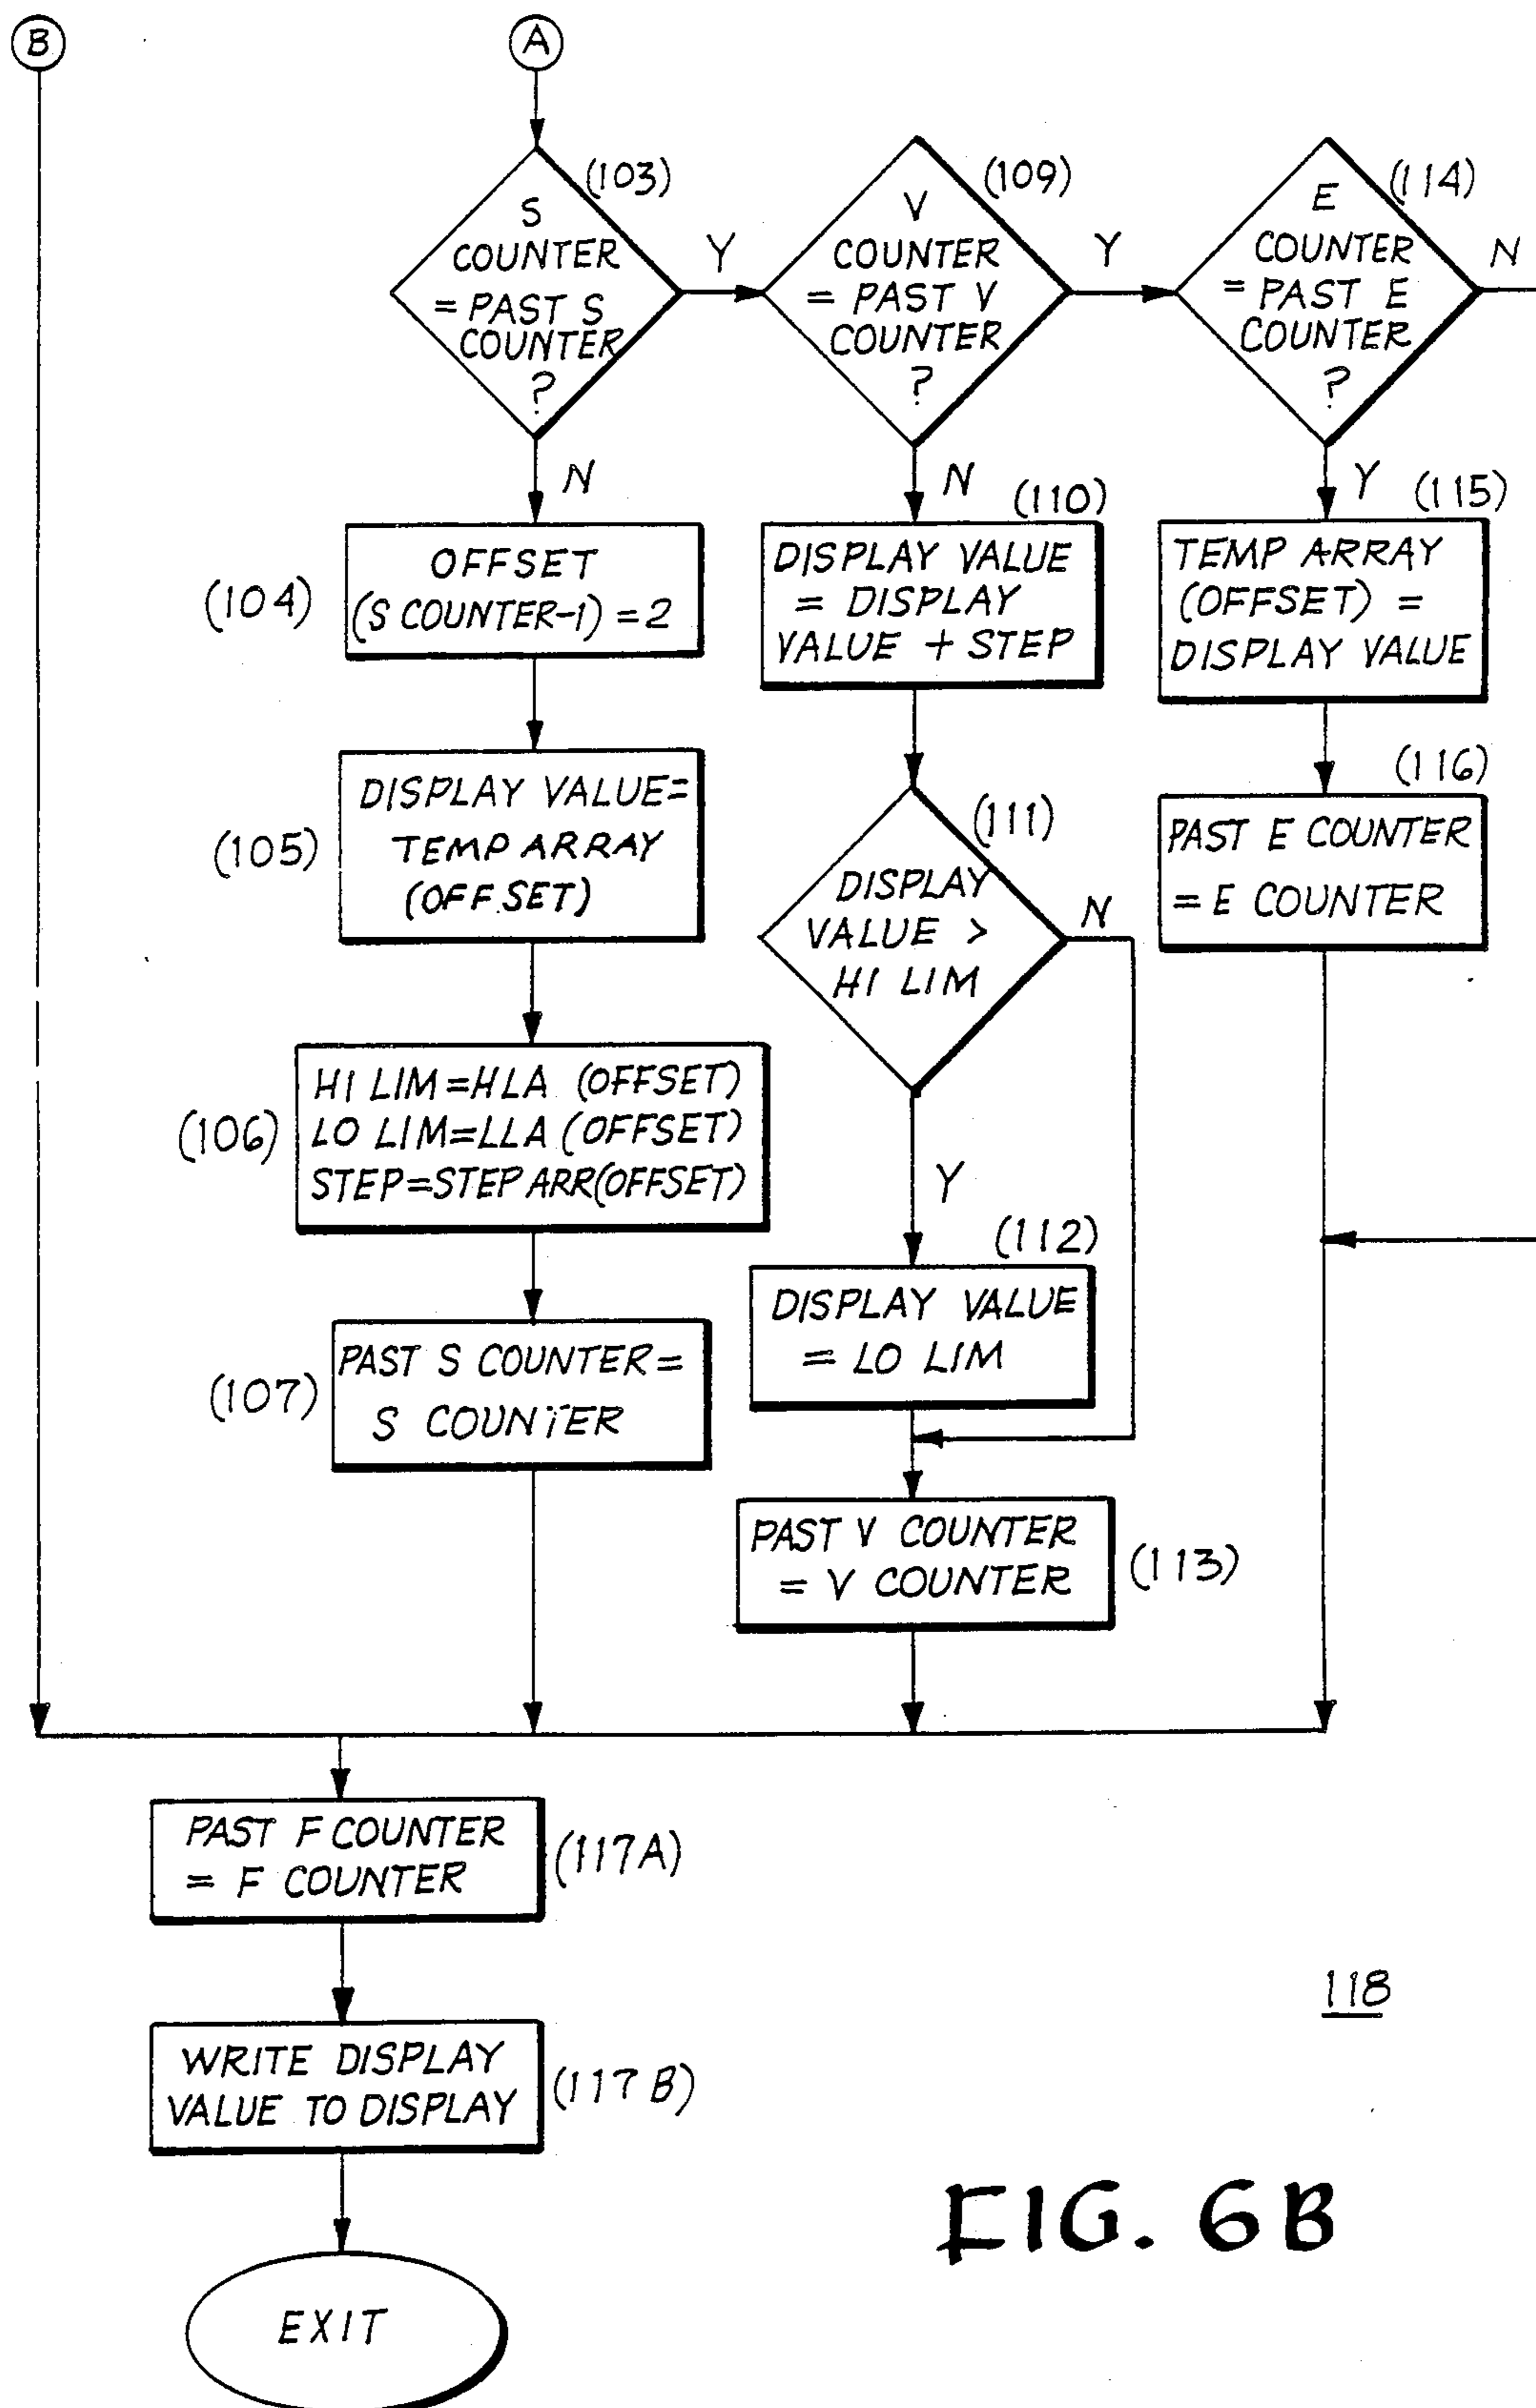 B
A
(103)
S
COUNTER
= PAST S
COUNTER
?
Y
N
(109)
V
COUNTER
= PAST V
COUNTER
?
Y
N
(114)
E
COUNTER
= PAST E
COUNTER
?
N
Y
(104)
OFFSET
(S COUNTER-1) = 2
(105)
DISPLAY VALUE=
TEMP ARRAY
(OFFSET)
(106)
HI LIM=HLA (OFFSET)
LO LIM=LLA (OFFSET)
STEP=STEP ARR(OFFSET)
(107)
PAST S COUNTER=
S COUNTER
(110)
DISPLAY VALUE
= DISPLAY
VALUE + STEP
(111)
DISPLAY
VALUE >
HI LIM
N
Y
(112)
DISPLAY VALUE
= LO LIM
PAST V COUNTER
= V COUNTER
(113)
(115)
TEMP ARRAY
(OFFSET) =
DISPLAY VALUE
(116)
PAST E COUNTER
= E COUNTER
PAST F COUNTER
= F COUNTER
(117A)
WRITE DISPLAY
VALUE TO DISPLAY
(117B)
EXIT
118
FIG. 6B